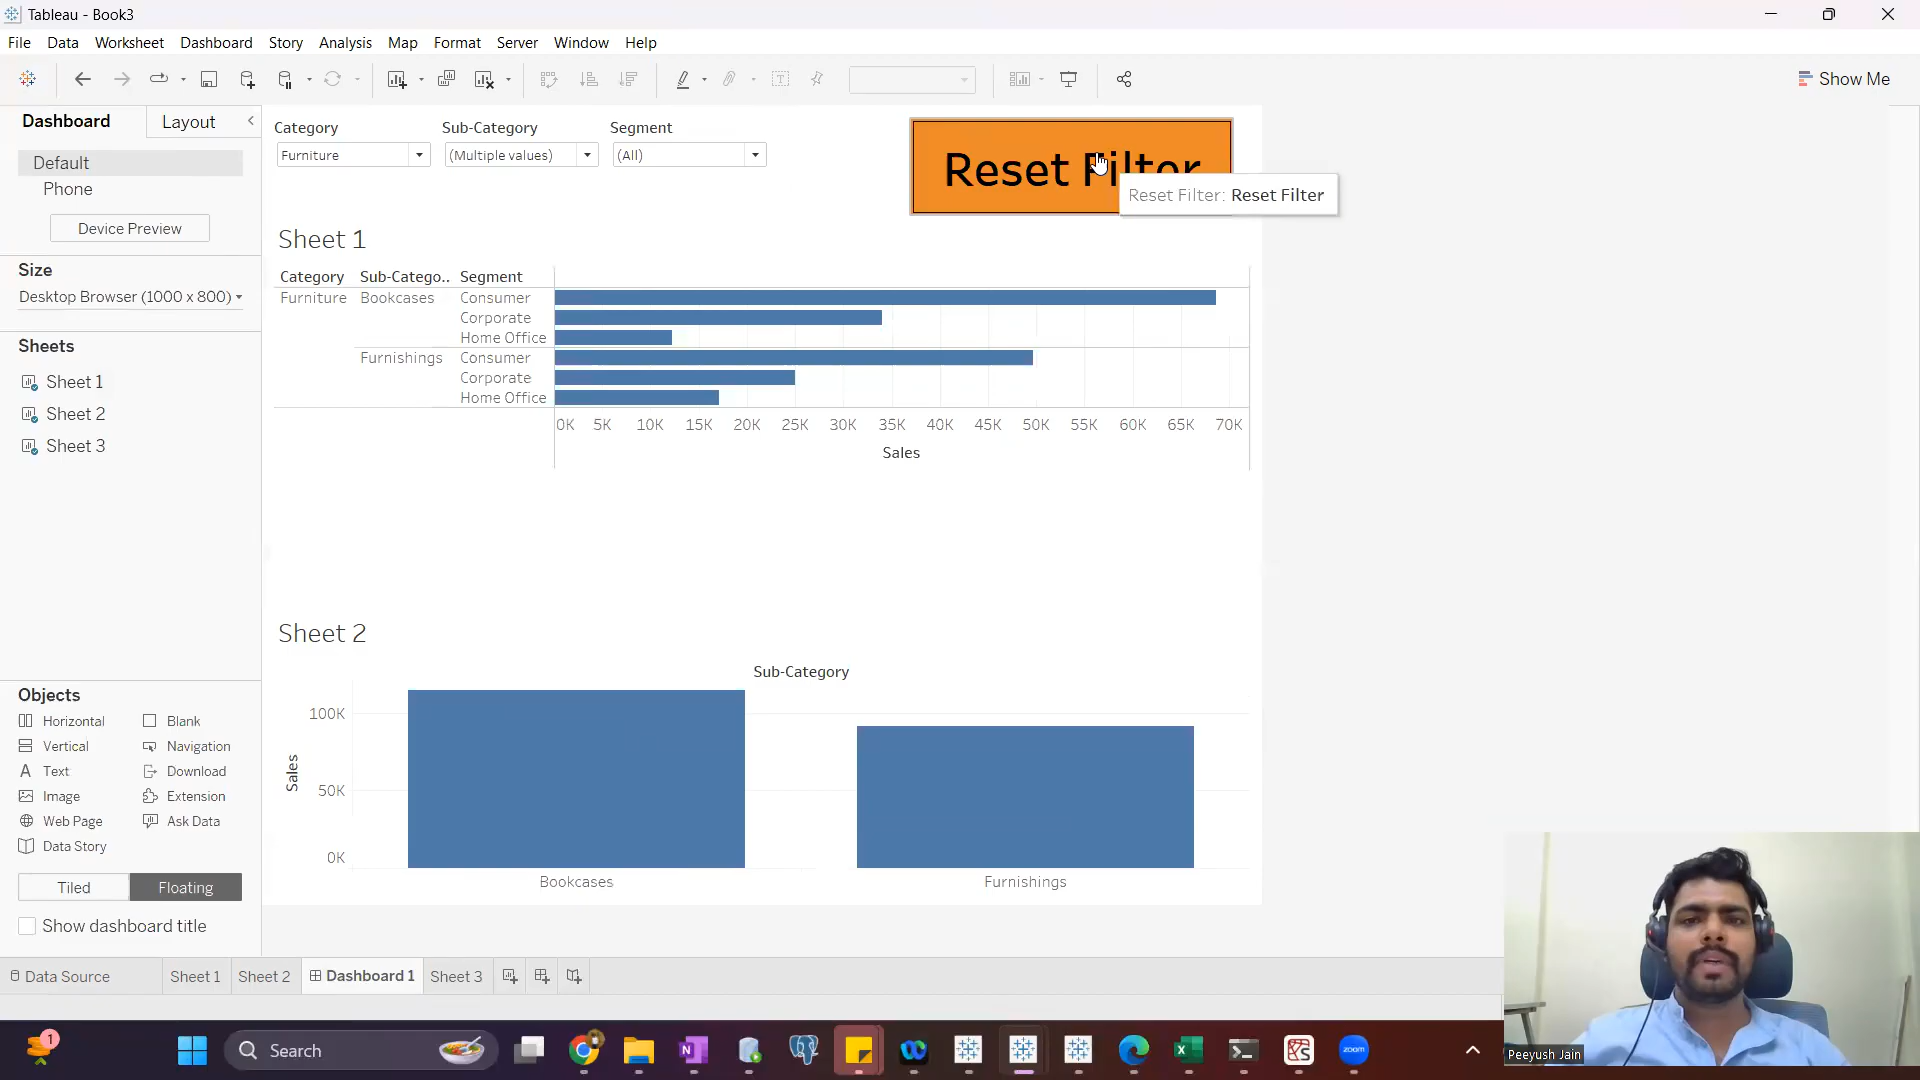 Tableau - Book3
File Data Worksheet Dashboard Story Analysis Map Format Server Window Help
Show Me
Dashboard Layout
Default
Phone
Device Preview
Size
Desktop Browser (1000 x 800)
Sheets
Sheet 1
Sheet 2
Sheet 3
Objects
Horizontal Blank
Vertical Navigation
Text Download
Image Extension
Web Page Ask Data
Data Story
Tiled Floating
Show dashboard title
Category Sub-Category Segment
Furniture (Multiple values) (All)
Reset Filter
Reset Filter: Reset Filter
Sheet 1
Category Sub-Catego.. Segment
Furniture Bookcases Consumer
Corporate
Home Office
Furnishings Consumer
Corporate
Home Office
0K 5K 10K 15K 20K 25K 30K 35K 40K 45K 50K 55K 60K 65K 70K
Sales
Sheet 2
Sub-Category
100K
50K
0K
Sales
Bookcases Furnishings
Data Source Sheet 1 Sheet 2 Dashboard 1 Sheet 3
1
Search
zoom
Peeyush Jain